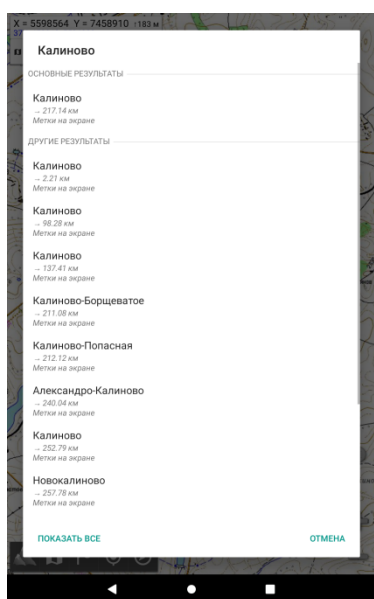 X = 5598564 Y = 7458910 ↑183 м
Калиново
ОСНОВНЫЕ РЕЗУЛЬТАТЫ
Калиново
→ 217.14 км
Метки на экране
ДРУГИЕ РЕЗУЛЬТАТЫ
Калиново
→ 2.21 км
Метки на экране
Калиново
→ 98.28 км
Метки на экране
Калиново
→ 137.41 км
Метки на экране
Калиново-Борщеватое
→ 211.08 км
Метки на экране
Калиново-Попасная
→ 212.12 км
Метки на экране
Александро-Калиново
→ 240.04 км
Метки на экране
Калиново
→ 252.79 км
Метки на экране
Новокалиново
→ 257.78 км
Метки на экране
ПОКАЗАТЬ ВСЕ ОТМЕНА